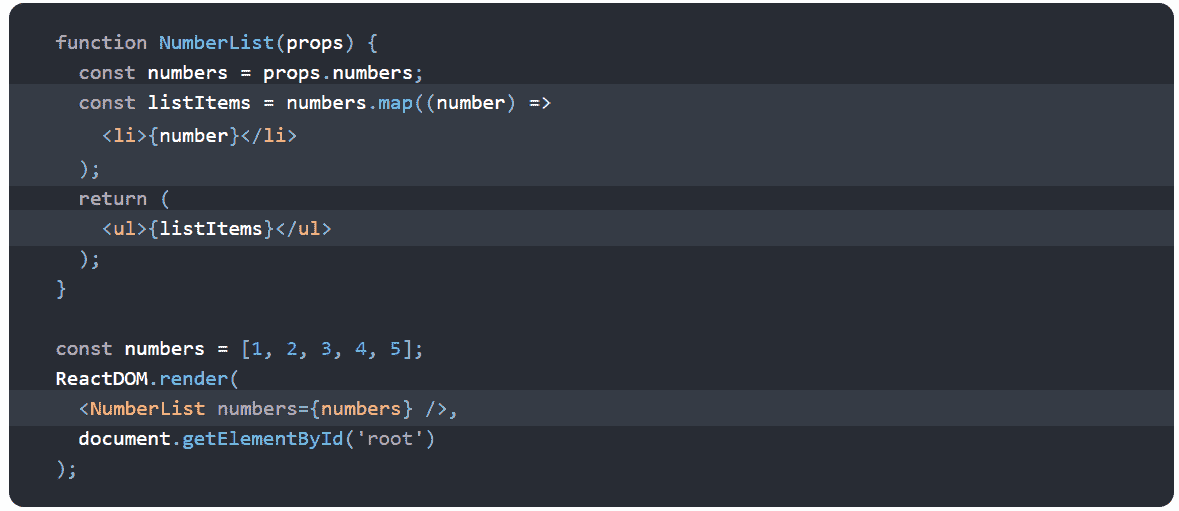 function NumberList(props) {
  const numbers = props.numbers;
  const listItems = numbers.map((number) =>
    <li>{number}</li>
  );
  return (
    <ul>{listItems}</ul>
  );
}

const numbers = [1, 2, 3, 4, 5];
ReactDOM.render(
  <NumberList numbers={numbers} />,
  document.getElementById('root')
);